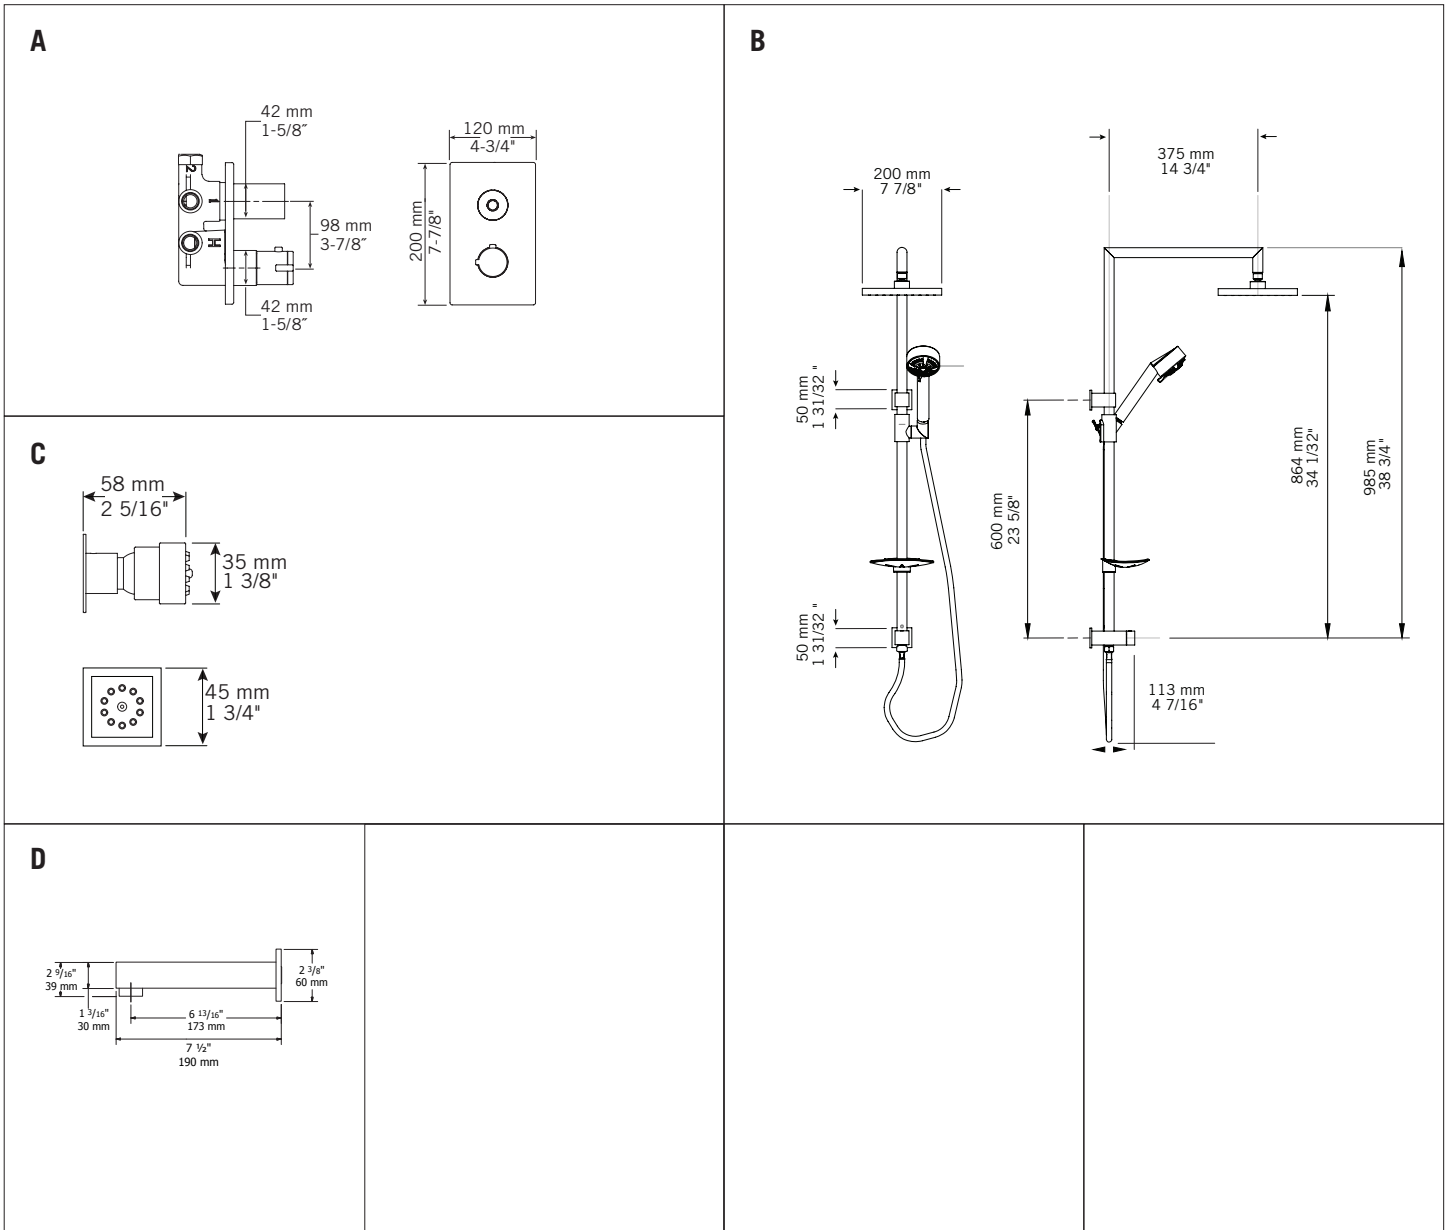 A
42 mm
1-5/8″
2
1
H
98 mm
3-7/8″
42 mm
1-5/8″
120 mm
4-3/4"
200 mm
7-7/8"
B
200 mm
7 7/8"
50 mm
1 31/32 "
50 mm
1 31/32 "
375 mm
14 3/4"
600 mm
23 5/8"
864 mm
34 1/32"
985 mm
38 3/4"
113 mm
4 7/16"
C
58 mm
2 5/16"
35 mm
1 3/8"
45 mm
1 3/4"
D
2 9/16"
39 mm
1 3/16"
30 mm
6 13/16"
173 mm
7 ½"
190 mm
2 3/8"
60 mm